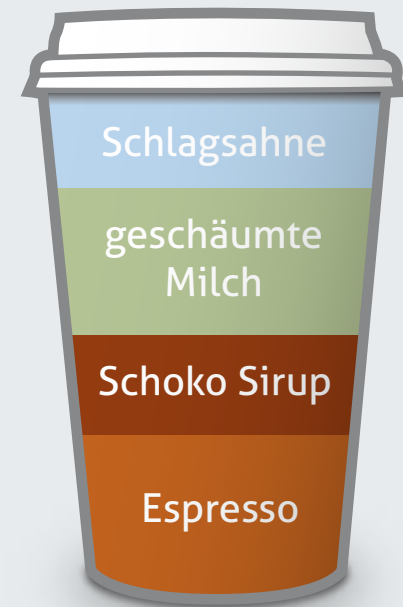 Schlagsahne
geschäumte
Milch
Schoko Sirup
Espresso